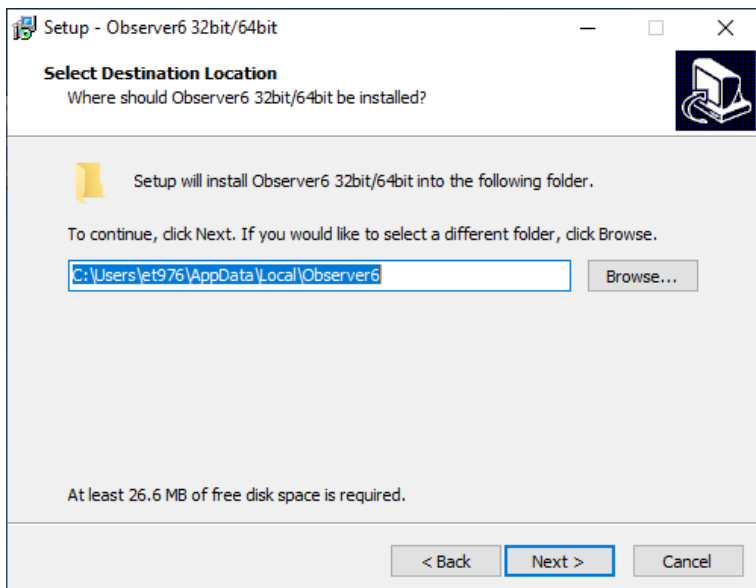 Setup - Observer6 32bit/64bit
Select Destination Location
Where should Observer6 32bit/64bit be installed?
Setup will install Observer6 32bit/64bit into the following folder.
To continue, click Next. If you would like to select a different folder, click Browse.
C:\Users\et976\AppData\Local\Observer6
Browse...
At least 26.6 MB of free disk space is required.
< Back
Next >
Cancel